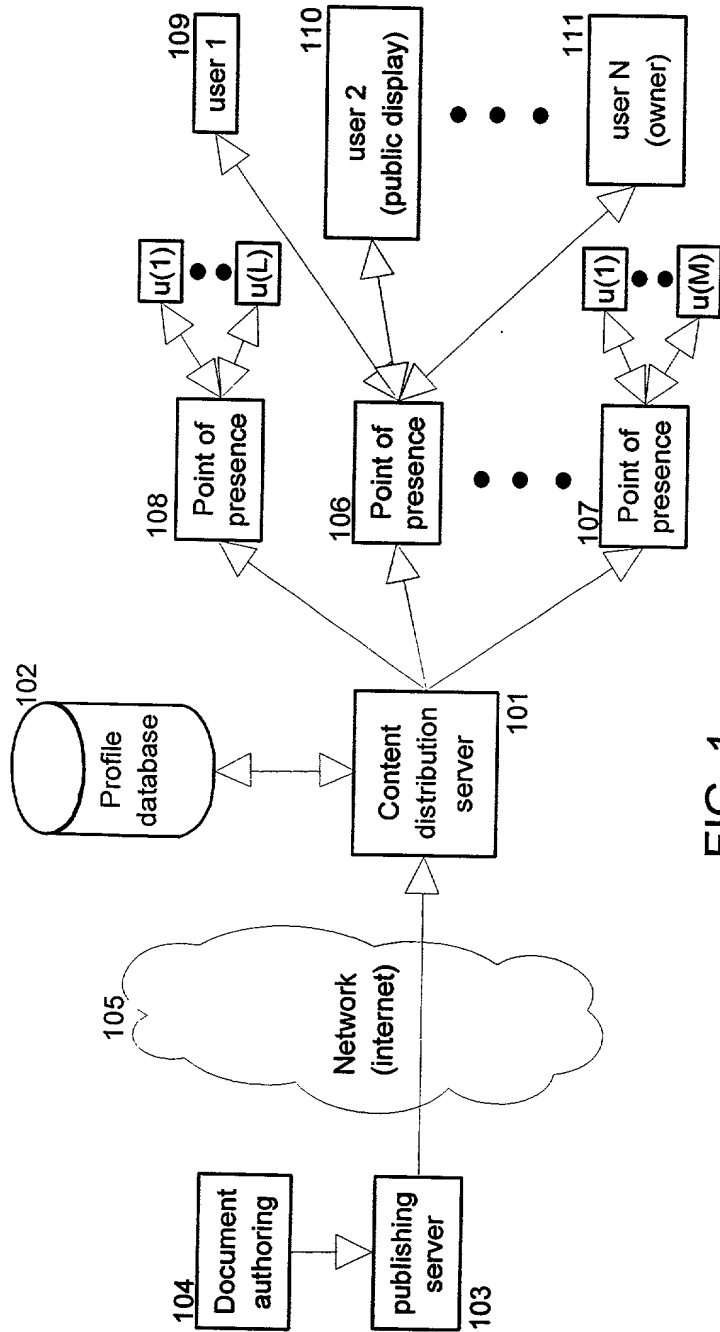 104
Document
authoring
publishing
server
103
105
Network
(internet)
102
Profile
database
Content
distribution
server
101
108
Point of
presence
u(1)
u(L)
106
Point of
presence
107
Point of
presence
u(1)
u(M)
109
user 1
110
user 2
(public display)
111
user N
(owner)
FIG. 1